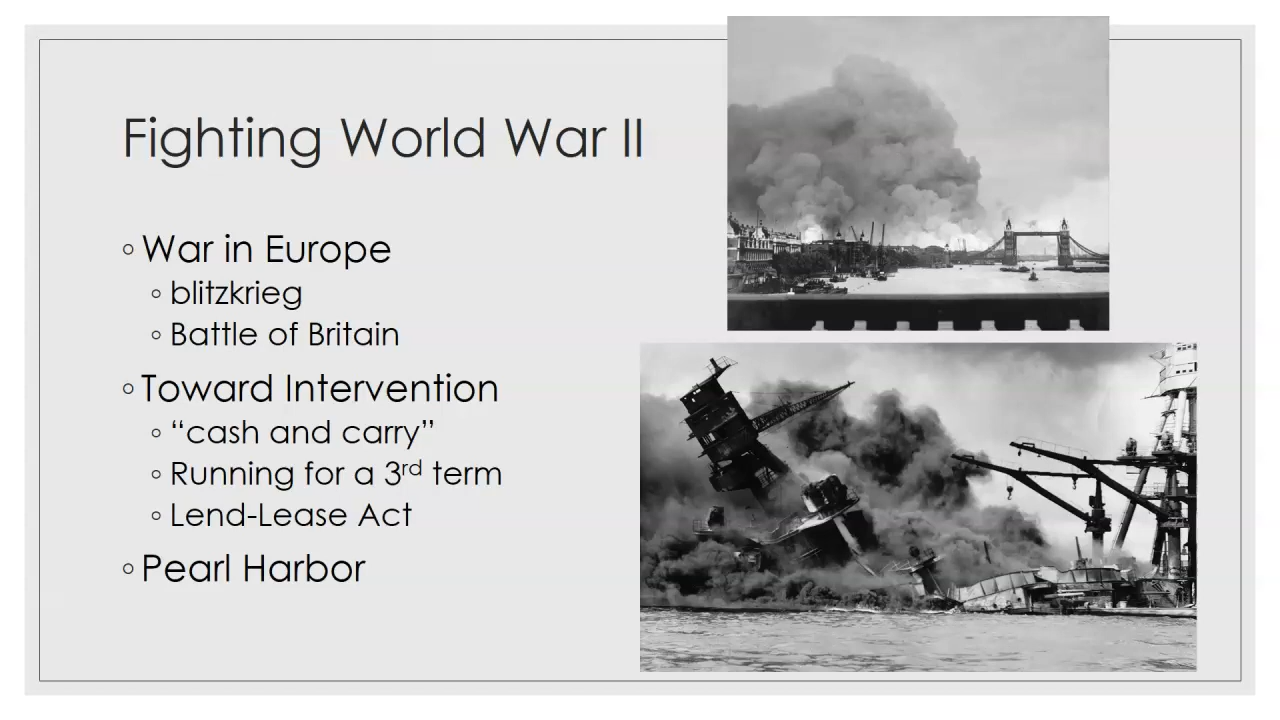 Fighting World War II
◦ War in Europe
◦ blitzkrieg
◦ Battle of Britain
◦ Toward Intervention
◦ “cash and carry”
◦ Running for a 3rd term
◦ Lend-Lease Act
◦ Pearl Harbor